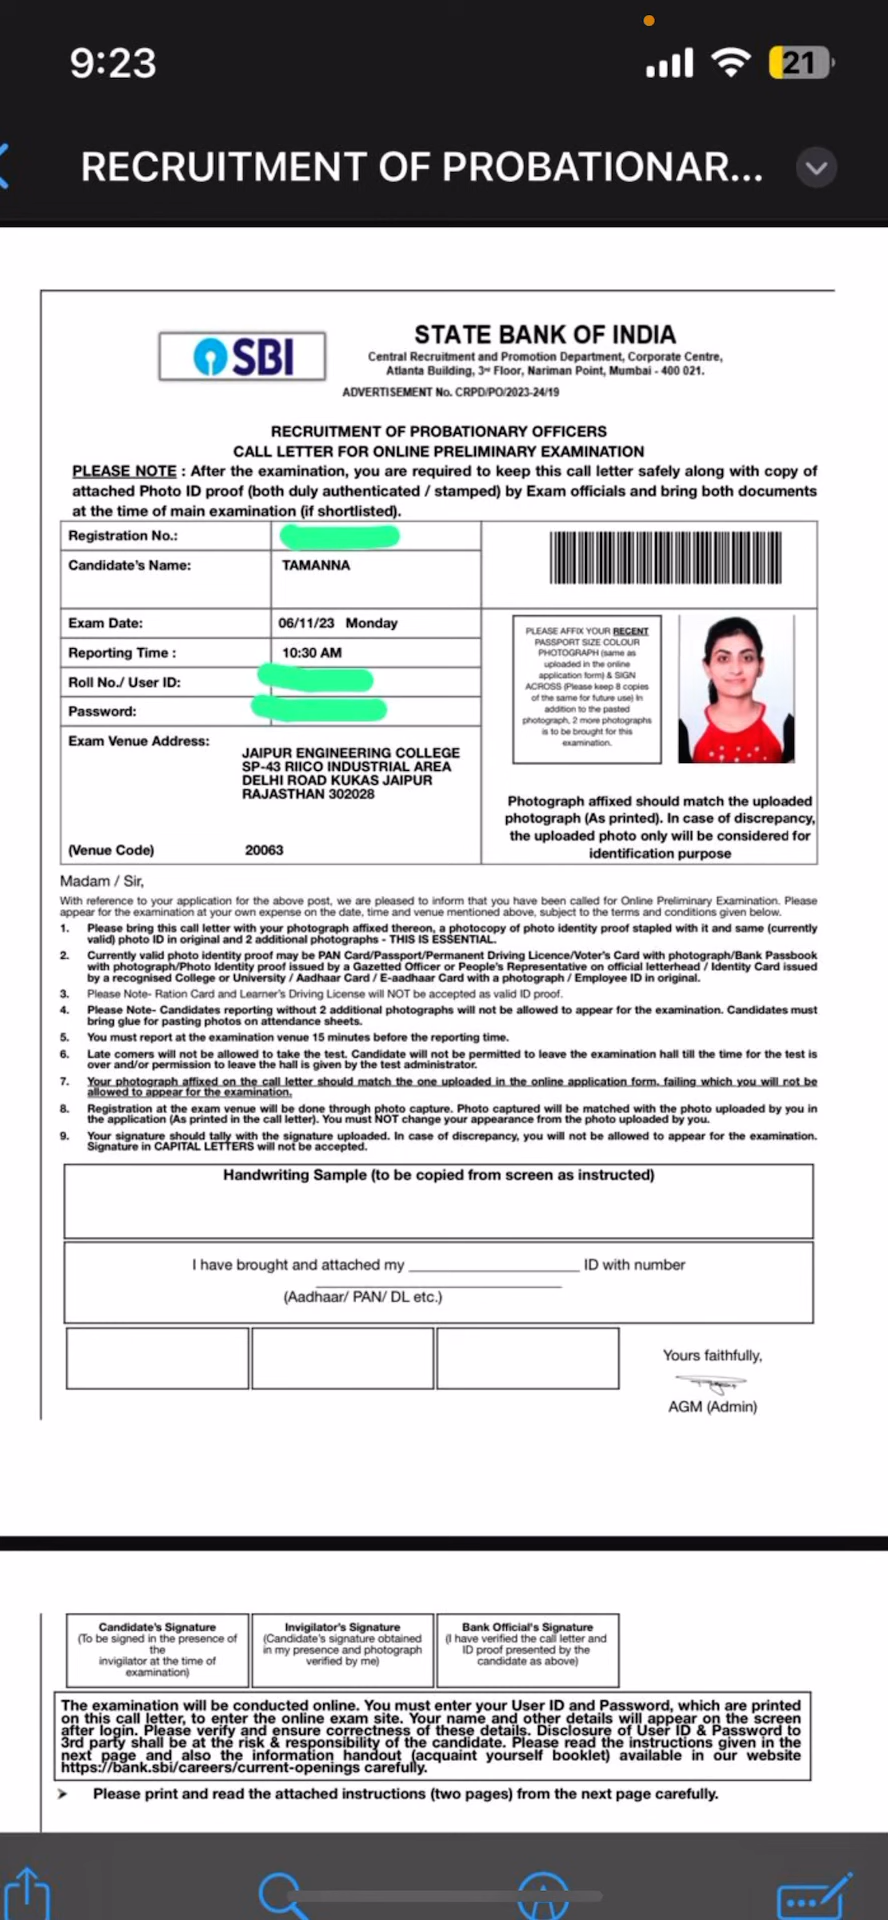 9:23
21
RECRUITMENT OF PROBATIONAR...
SBI
STATE BANK OF INDIA
Central Recruitment and Promotion Department, Corporate Centre,
Atlanta Building, 3rd Floor, Nariman Point, Mumbai - 400 021.
ADVERTISEMENT No. CRPD/PO/2023-24/19
RECRUITMENT OF PROBATIONARY OFFICERS
CALL LETTER FOR ONLINE PRELIMINARY EXAMINATION
PLEASE NOTE : After the examination, you are required to keep this call letter safely along with copy of
attached Photo ID proof (both duly authenticated / stamped) by Exam officials and bring both documents
at the time of main examination (if shortlisted).
Registration No.:
Candidate's Name: TAMANNA
Exam Date: 06/11/23 Monday
Reporting Time : 10:30 AM
Roll No./ User ID:
Password:
Exam Venue Address:
JAIPUR ENGINEERING COLLEGE
SP-43 RIICO INDUSTRIAL AREA
DELHI ROAD KUKAS JAIPUR
RAJASTHAN 302028
(Venue Code) 20063
PLEASE AFFIX YOUR RECENT
PASSPORT SIZE COLOUR
PHOTOGRAPH (same as
uploaded in the online
application form) & SIGN
ACROSS (Please keep 8 copies
of the same for future use) In
addition to the pasted
photograph, 2 more photographs
is to be brought for this
examination.
Photograph affixed should match the uploaded
photograph (As printed). In case of discrepancy,
the uploaded photo only will be considered for
identification purpose
Madam / Sir,
With reference to your application for the above post, we are pleased to inform that you have been called for Online Preliminary Examination. Please
appear for the examination at your own expense on the date, time and venue mentioned above, subject to the terms and conditions given below.
1. Please bring this call letter with your photograph affixed thereon, a photocopy of photo identity proof stapled with it and same (currently
valid) photo ID in original and 2 additional photographs - THIS IS ESSENTIAL.
2. Currently valid photo identity proof may be PAN Card/Passport/Permanent Driving Licence/Voter's Card with photograph/Bank Passbook
with photograph/Photo Identity proof issued by a Gazetted Officer or People's Representative on official letterhead / Identity Card issued
by a recognised College or University / Aadhaar Card / E-aadhaar Card with a photograph / Employee ID in original.
3. Please Note- Ration Card and Learner's Driving License will NOT be accepted as valid ID proof.
4. Please Note- Candidates reporting without 2 additional photographs will not be allowed to appear for the examination. Candidates must
bring glue for pasting photos on attendance sheets.
5. You must report at the examination venue 15 minutes before the reporting time.
6. Late comers will not be allowed to take the test. Candidate will not be permitted to leave the examination hall till the time for the test is
over and/or permission to leave the hall is given by the test administrator.
7. Your photograph affixed on the call letter should match the one uploaded in the online application form, failing which you will not be
allowed to appear for the examination.
8. Registration at the exam venue will be done through photo capture. Photo captured will be matched with the photo uploaded by you in
the application (As printed in the call letter). You must NOT change your appearance from the photo uploaded by you.
9. Your signature should tally with the signature uploaded. In case of discrepancy, you will not be allowed to appear for the examination.
Signature in CAPITAL LETTERS will not be accepted.
Handwriting Sample (to be copied from screen as instructed)
I have brought and attached my ____________________ ID with number
____________________________
(Aadhaar/ PAN/ DL etc.)
Yours faithfully,
AGM (Admin)
Candidate's Signature
(To be signed in the presence of
the
invigilator at the time of
examination)
Invigilator's Signature
(Candidate's signature obtained
in my presence and photograph
verified by me)
Bank Official's Signature
(I have verified the call letter and
ID proof presented by the
candidate as above)
The examination will be conducted online. You must enter your User ID and Password, which are printed
on this call letter, to enter the online exam site. Your name and other details will appear on the screen
after login. Please verify and ensure correctness of these details. Disclosure of User ID & Password to
3rd party shall be at the risk & responsibility of the candidate. Please read the instructions given in the
next page and also the information handout (acquaint yourself booklet) available in our website
https://bank.sbi/careers/current-openings carefully.
➤ Please print and read the attached instructions (two pages) from the next page carefully.